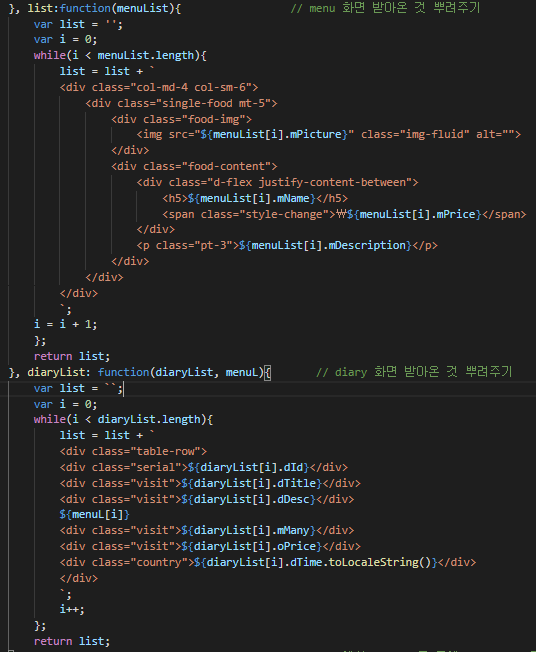 }, list:function(menuList){ // menu 화면 받아온 것 뿌려주기
var list = '';
var i = 0;
while(i < menuList.length){
list = list + `
<div class="col-md-4 col-sm-6">
<div class="single-food mt-5">
<div class="food-img">
<img src="${menuList[i].mPicture}" class="img-fluid" alt="">
</div>
<div class="food-content">
<div class="d-flex justify-content-between">
<h5>${menuList[i].mName}</h5>
<span class="style-change">₩${menuList[i].mPrice}</span>
</div>
<p class="pt-3">${menuList[i].mDescription}</p>
</div>
</div>
</div>
`;
i = i + 1;
};
return list;
}, diaryList: function(diaryList, menuL){ // diary 화면 받아온 것 뿌려주기
var list = ``;
var i = 0;
while(i < diaryList.length){
list = list + `
<div class="table-row">
<div class="serial">${diaryList[i].dId}</div>
<div class="visit">${diaryList[i].dTitle}</div>
<div class="visit">${diaryList[i].dDesc}</div>
${menuL[i]}
<div class="visit">${diaryList[i].mMany}</div>
<div class="visit">${diaryList[i].oPrice}</div>
<div class="country">${diaryList[i].dTime.toLocaleString()}</div>
</div>
`;
i++;
};
return list;